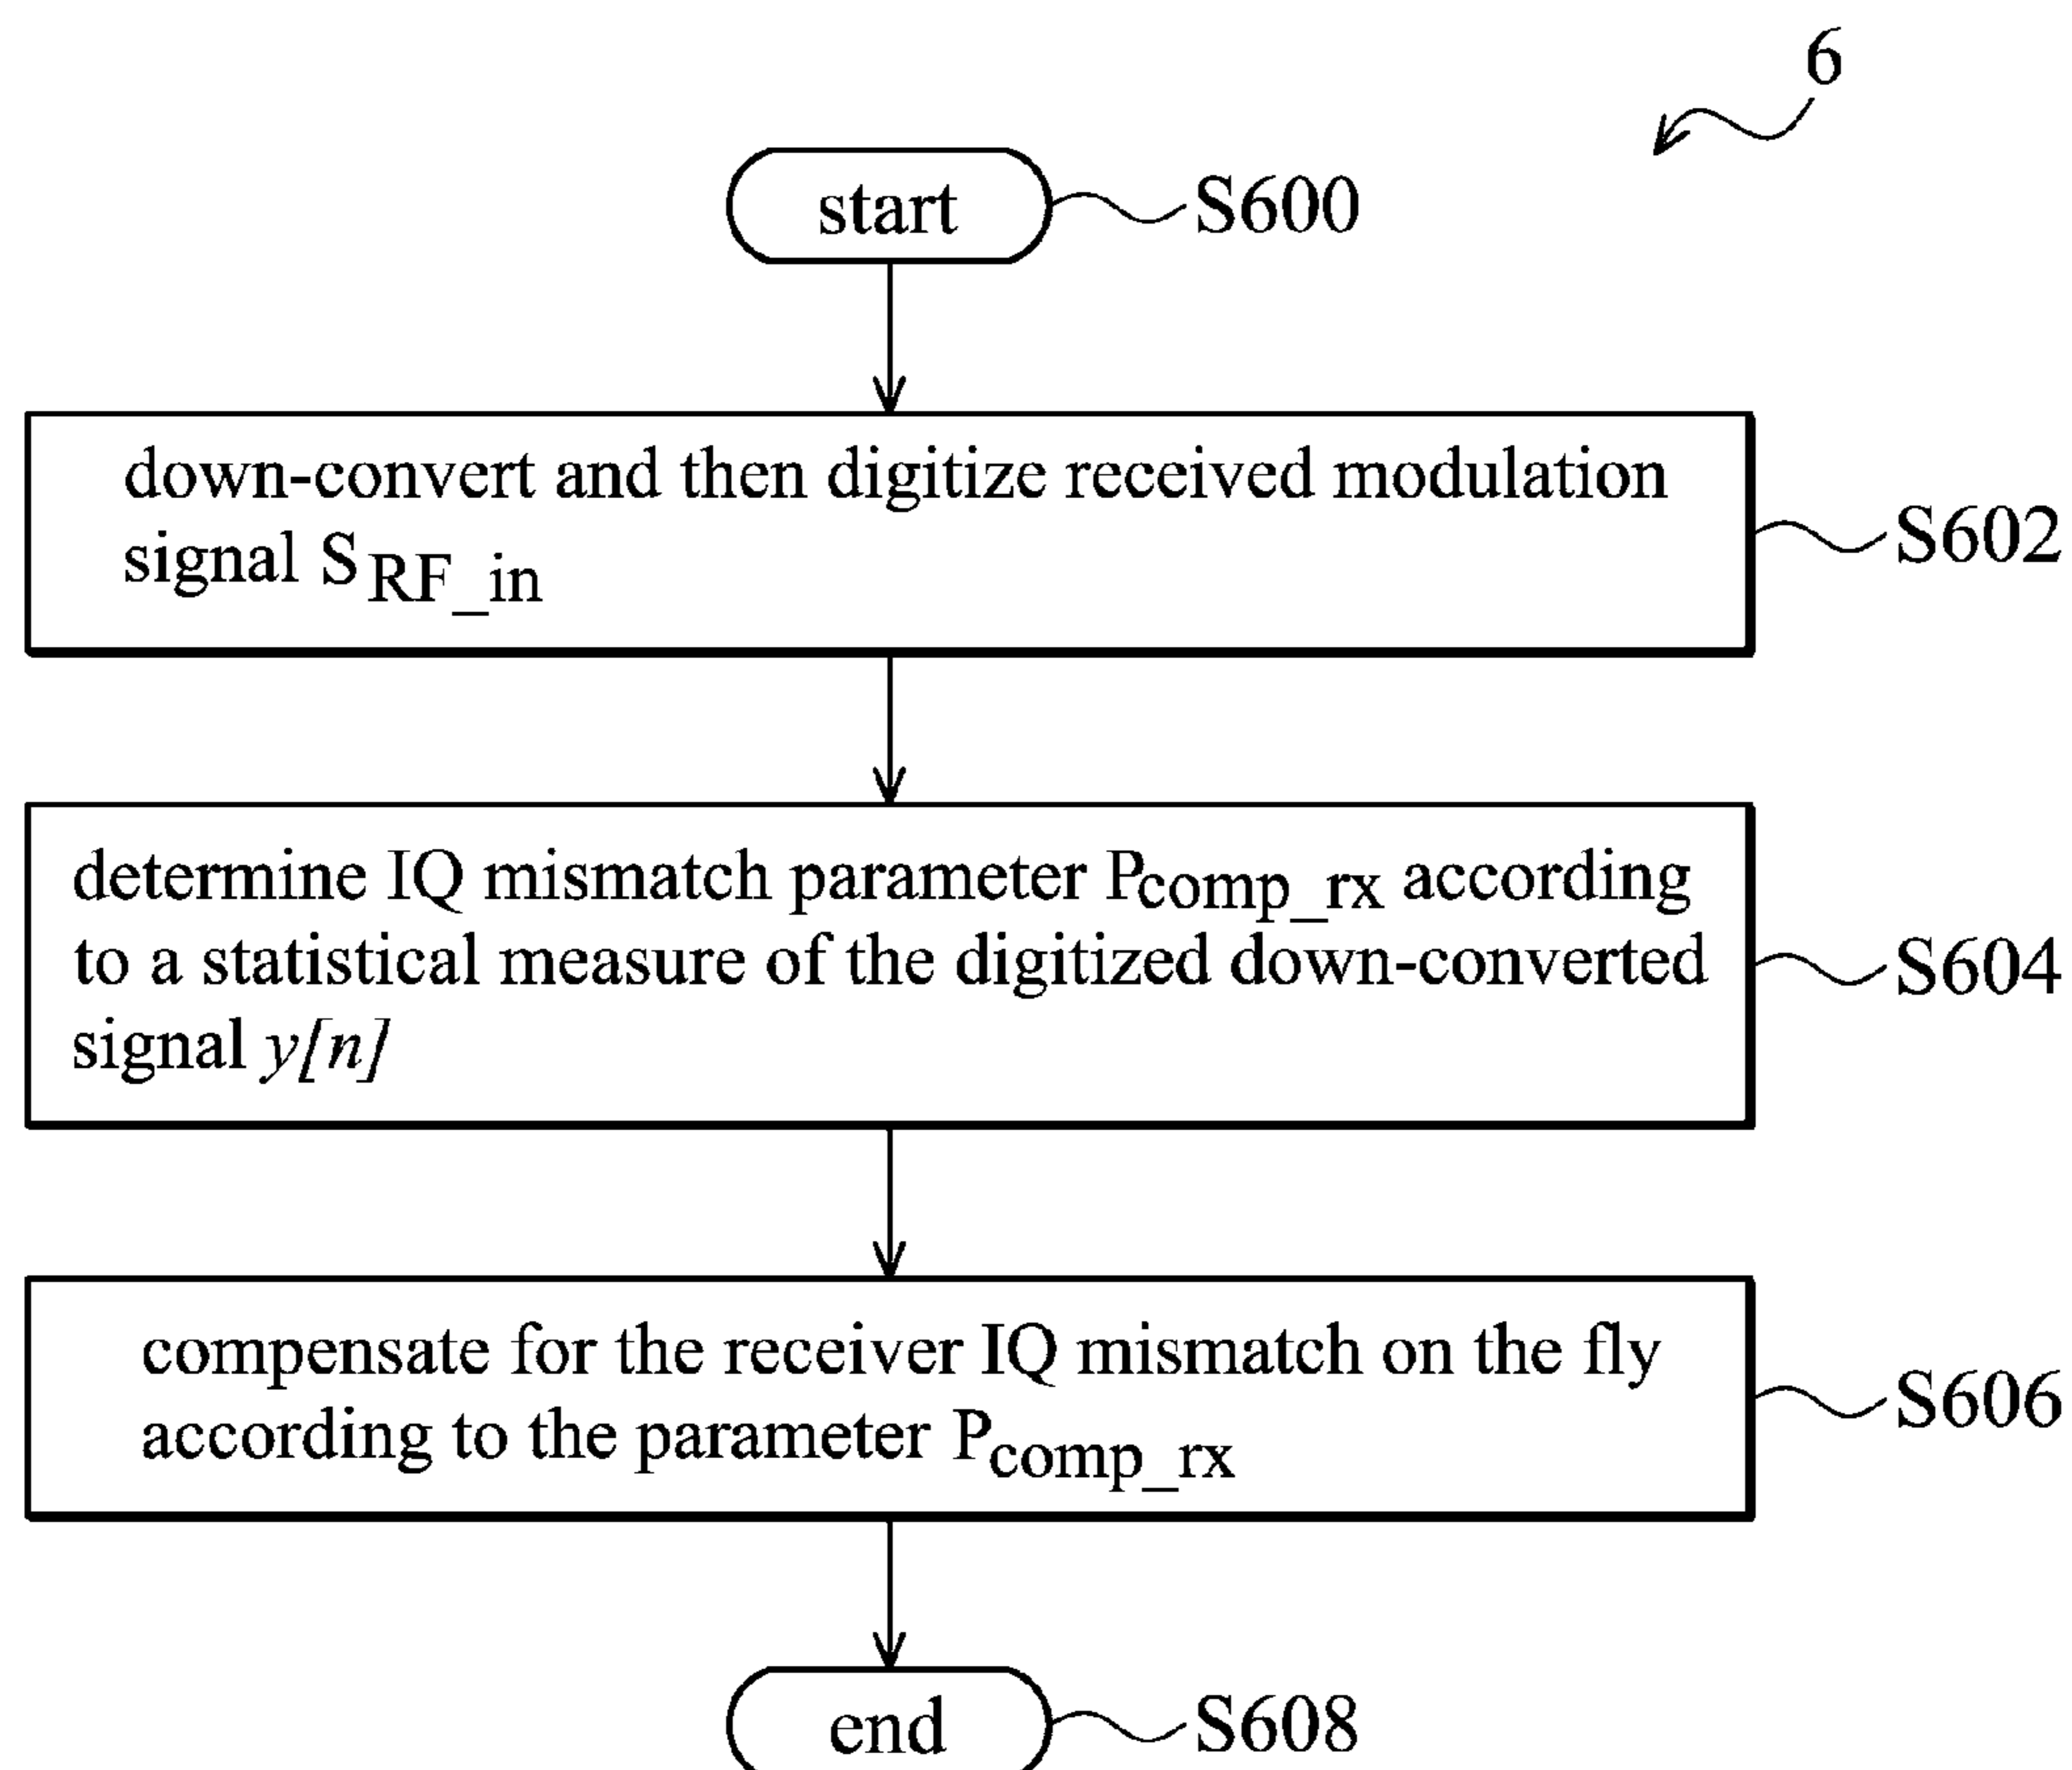 6
start
S600
down-convert and then digitize received modulation
signal SRF_in
S602
determine IQ mismatch parameter Pcomp_rx according
to a statistical measure of the digitized down-converted
signal y[n]
S604
compensate for the receiver IQ mismatch on the fly
according to the parameter Pcomp_rx
S606
end
S608